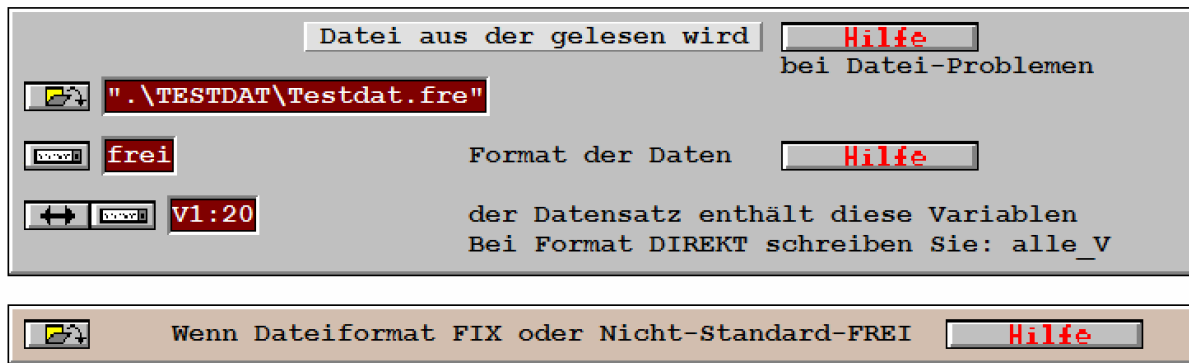 Datei aus der gelesen wird Hilfe
bei Datei-Problemen
".\TESTDAT\Testdat.fre"
frei Format der Daten Hilfe
V1:20 der Datensatz enthält diese Variablen
Bei Format DIREKT schreiben Sie: alle_V
Wenn Dateiformat FIX oder Nicht-Standard-FREI Hilfe